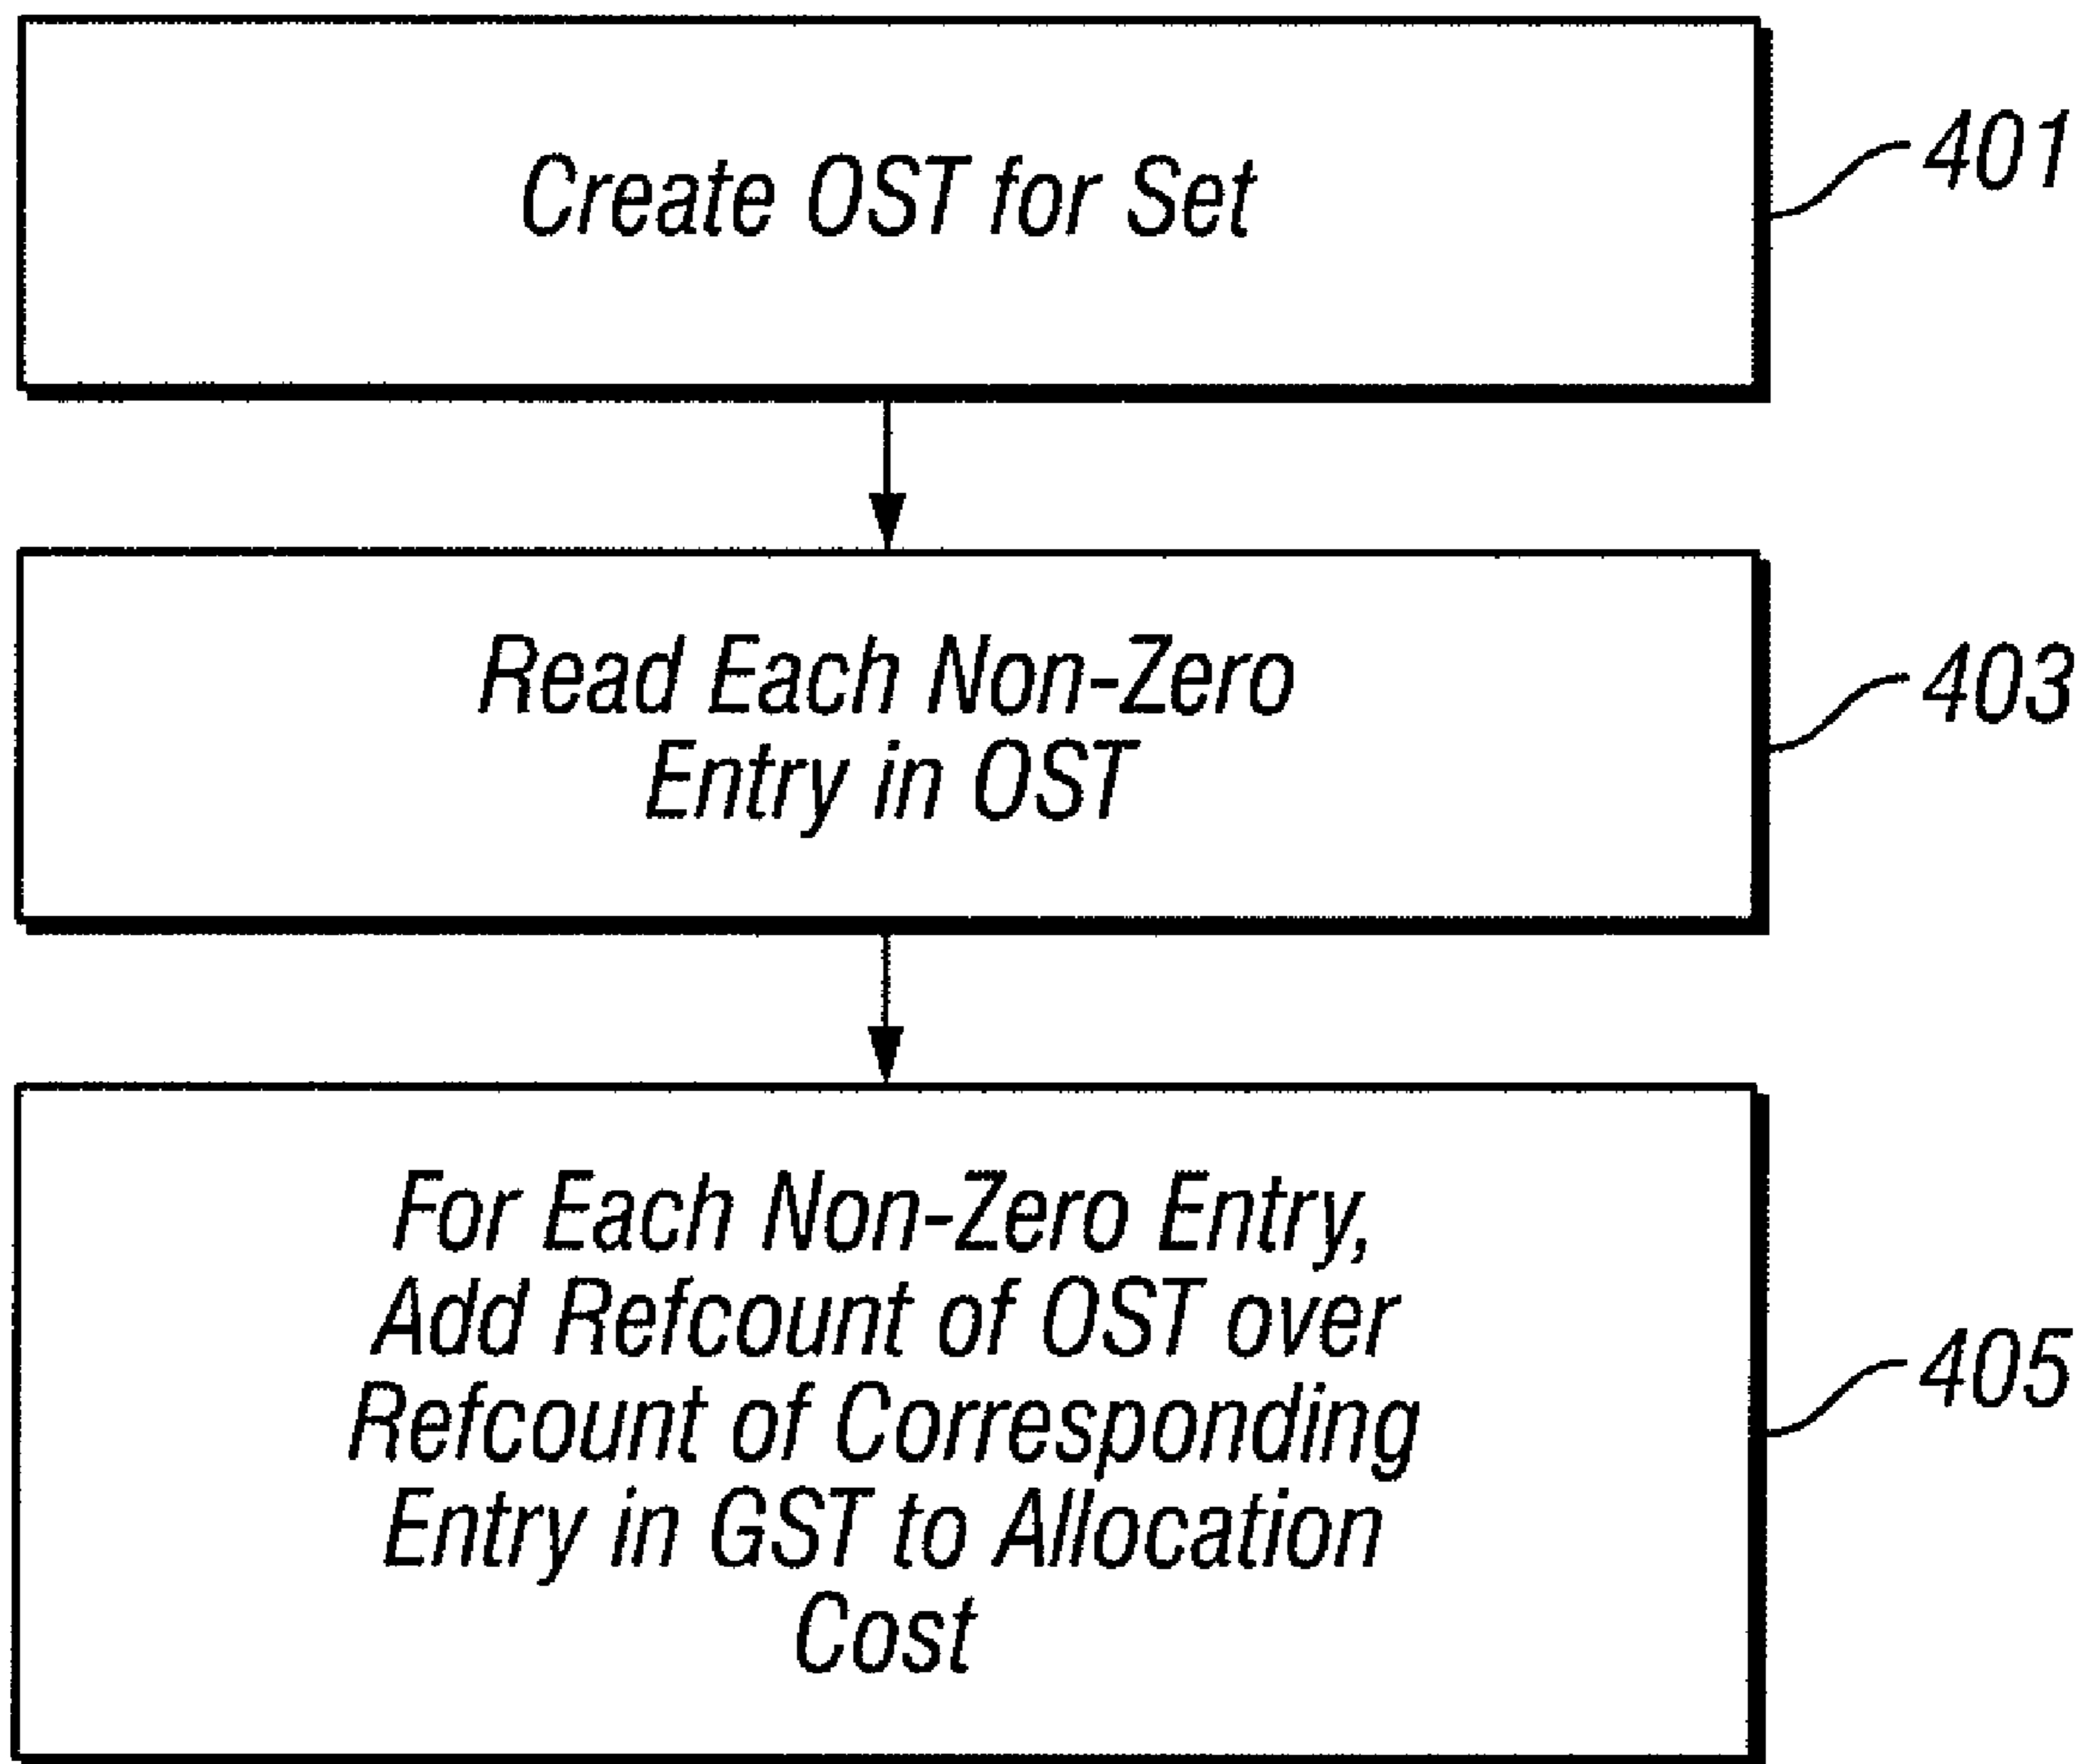 Create OST for Set
401
Read Each Non-Zero
Entry in OST
403
For Each Non-Zero Entry,
Add Refcount of OST over
Refcount of Corresponding
Entry in GST to Allocation
Cost
405